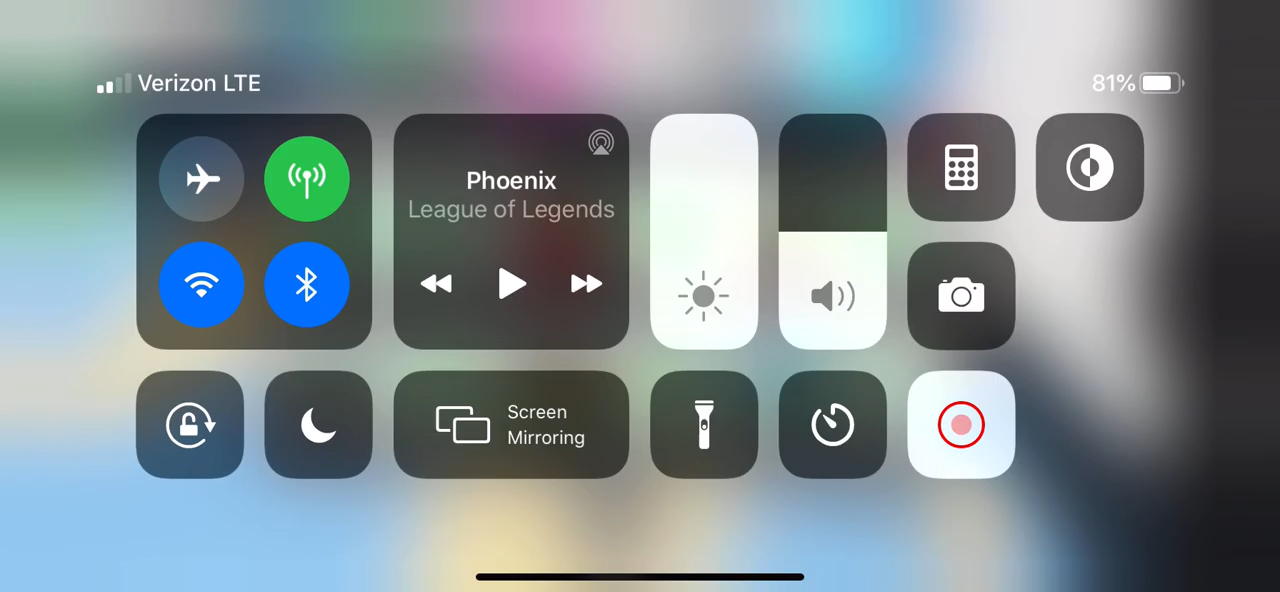 Verizon LTE
81%
Phoenix
League of Legends
Screen
Mirroring